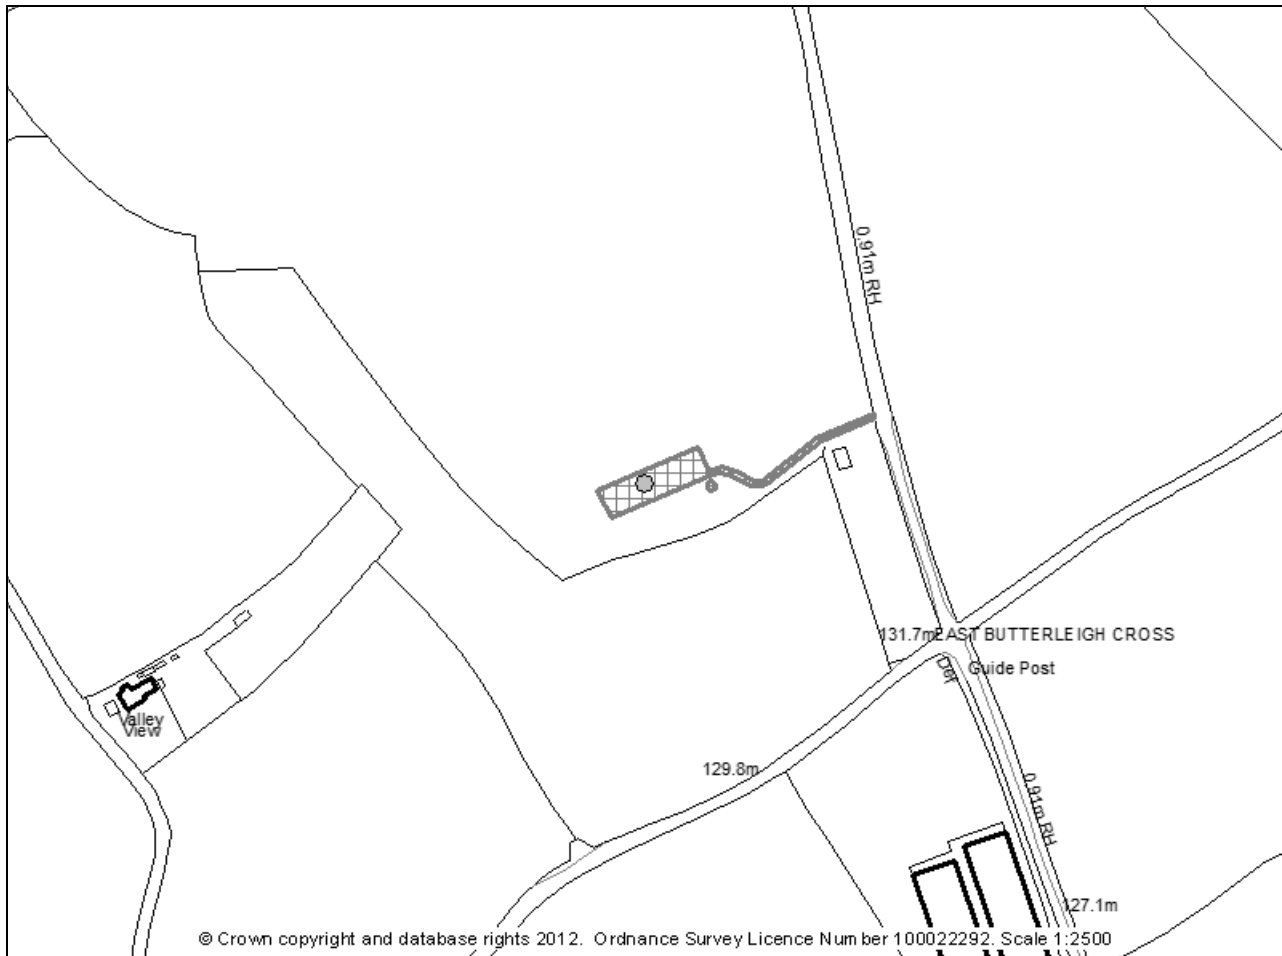 0.91m RH
131.7m
EAST BUTTERLEIGH CROSS
Guide Post
Def
Valley
View
129.8m
0.91m RH
127.1m
© Crown copyright and database rights 2012. Ordnance Survey Licence Number 100022292. Scale 1:2500